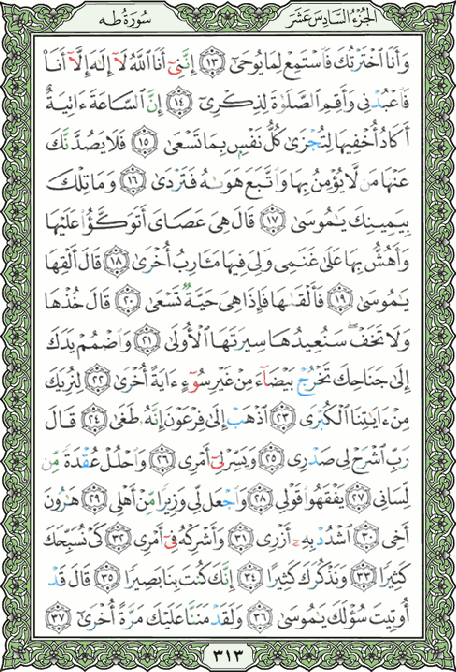 الجزء السادس عشر سورة طه
وَأَنَا ٱخۡتَرۡتُكَ فَٱسۡتَمِعۡ لِمَا يُوحَىٰٓ ١٣ إِنَّنِيٓ أَنَا ٱللَّهُ لَآ إِلَٰهَ إِلَّآ أَنَا۠
فَٱعۡبُدۡنِي وَأَقِمِ ٱلصَّلَوٰةَ لِذِكۡرِيٓ ١٤ إِنَّ ٱلسَّاعَةَ ءَاتِيَةٌ
أَكَادُ أُخۡفِيهَا لِتُجۡزَىٰ كُلُّ نَفۡسِۭ بِمَا تَسۡعَىٰ ١٥ فَلَا يَصُدَّنَّكَ
عَنۡهَا مَن لَّا يُؤۡمِنُ بِهَا وَٱتَّبَعَ هَوَىٰهُ فَتَرۡدَىٰ ١٦ وَمَا تِلۡكَ
بِيَمِينِكَ يَٰمُوسَىٰ ١٧ قَالَ هِيَ عَصَايَ أَتَوَكَّؤُاْ عَلَيۡهَا
وَأَهُشُّ بِهَا عَلَىٰ غَنَمِي وَلِيَ فِيهَا مَـَٔارِبُ أُخۡرَىٰ ١٨ قَالَ أَلۡقِهَا
يَٰمُوسَىٰ ١٩ فَأَلۡقَىٰهَا فَإِذَا هِيَ حَيَّةٞ تَسۡعَىٰ ٢٠ قَالَ خُذۡهَا
وَلَا تَخَفۡۖ سَنُعِيدُهَا سِيرَتَهَا ٱلۡأُولَىٰ ٢١ وَٱضۡمُمۡ يَدَكَ
إِلَىٰ جَنَاحِكَ تَخۡرُجۡ بَيۡضَآءَ مِنۡ غَيۡرِ سُوٓءٍ ءَايَةً أُخۡرَىٰ ٢٢ لِنُرِيَكَ
مِنۡ ءَايَٰتِنَا ٱلۡكُبۡرَى ٢٣ ٱذۡهَبۡ إِلَىٰ فِرۡعَوۡنَ إِنَّهُۥ طَغَىٰ ٢٤ قَالَ
رَبِّ ٱشۡرَحۡ لِي صَدۡرِي ٢٥ وَيَسِّرۡ لِيٓ أَمۡرِي ٢٦ وَٱحۡلُلۡ عُقۡدَةٗ مِّن
لِّسَانِي ٢٧ يَفۡقَهُواْ قَوۡلِي ٢٨ وَٱجۡعَل لِّي وَزِيرٗا مِّنۡ أَهۡلِي ٢٩ هَٰرُونَ
أَخِي ٣٠ ٱشۡدُدۡ بِهِۦٓ أَزۡرِي ٣١ وَأَشۡرِكۡهُ فِيٓ أَمۡرِي ٣٢ كَيۡ نُسَبِّحَكَ
كَثِيرٗا ٣٣ وَنَذۡكُرَكَ كَثِيرًا ٣٤ إِنَّكَ كُنتَ بِنَا بَصِيرٗا ٣٥ قَالَ قَدۡ
أُوتِيتَ سُؤۡلَكَ يَٰمُوسَىٰ ٣٦ وَلَقَدۡ مَنَنَّا عَلَيۡكَ مَرَّةً أُخۡرَىٰٓ ٣٧
٣١٣